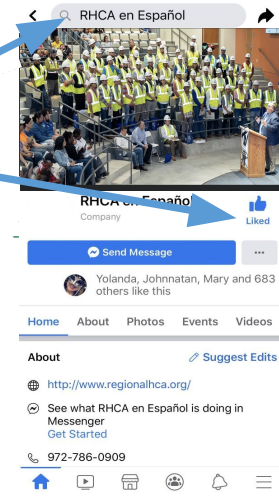 RHCA en Español
RHCA en Español
Company
Liked
Send Message
Yolanda, Johnnatan, Mary and 683
others like this
Home About Photos Events Videos
About Suggest Edits
http://www.regionalhca.org/
See what RHCA en Español is doing in
Messenger
Get Started
972-786-0909